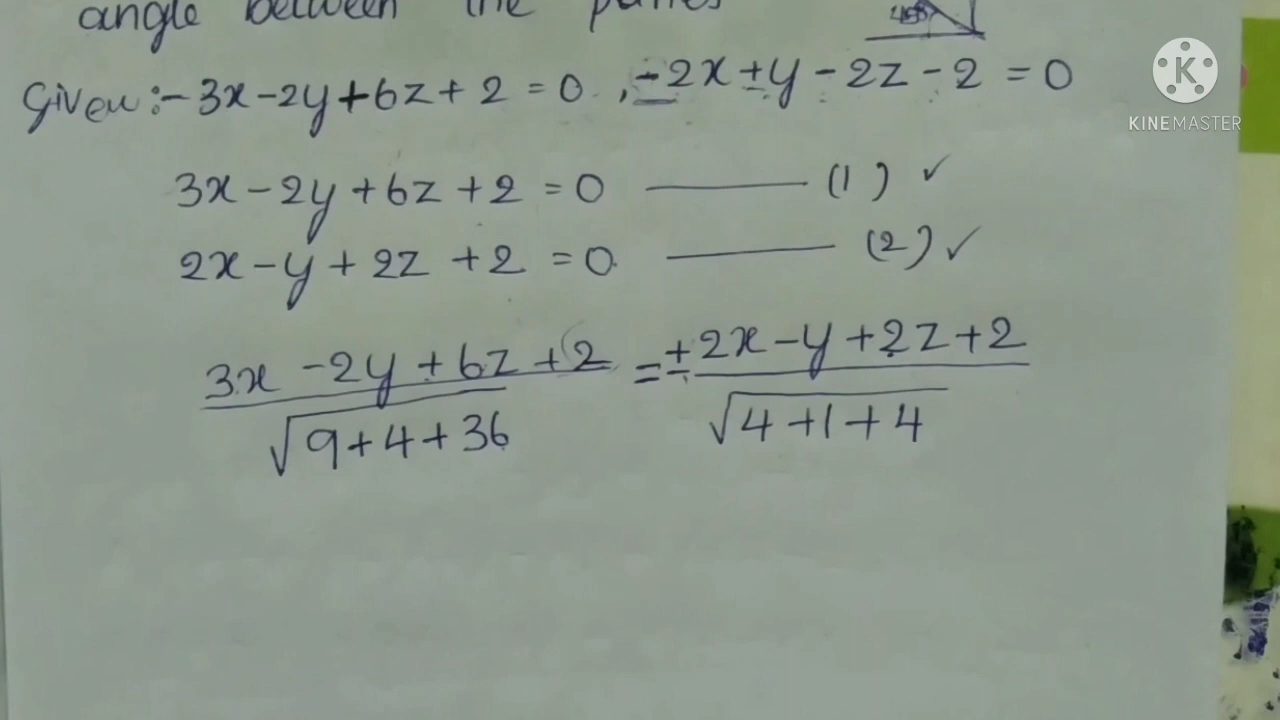 angle between the planes
Given:- 3x - 2y + 6z + 2 = 0 , -2x + y - 2z - 2 = 0
3x - 2y + 6z + 2 = 0 ——— (1) ✓
2x - y + 2z + 2 = 0 ——— (2) ✓
3x - 2y + 6z + 2 / √9+4+36 = ± 2x - y + 2z + 2 / √4+1+4
K
KINEMASTER